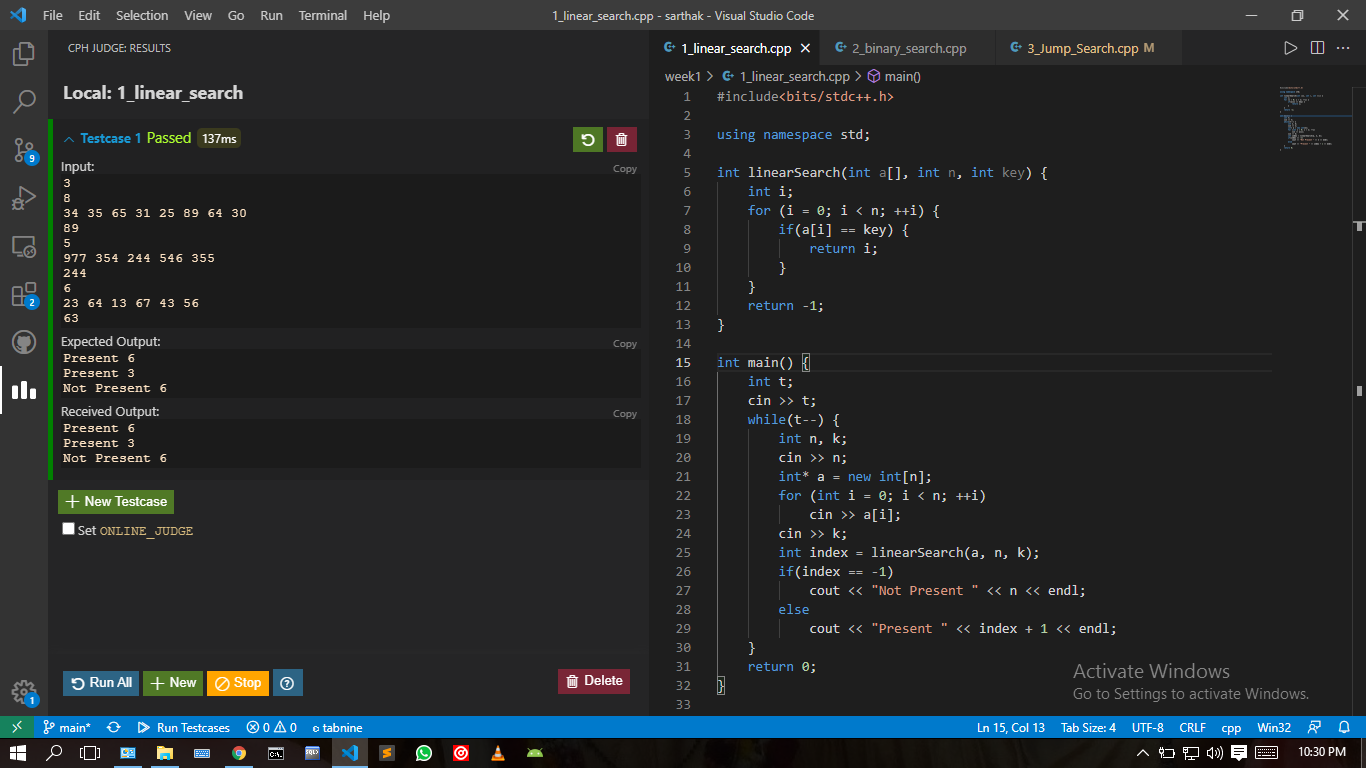 File Edit Selection View Go Run Terminal Help 1_linear_search.cpp - sarthak - Visual Studio Code
CPH JUDGE: RESULTS
Local: 1_linear_search
Testcase 1 Passed 137ms
Input:
Copy
3
8
34 35 65 31 25 89 64 30
89
5
977 354 244 546 355
244
6
23 64 13 67 43 56
63
Expected Output:
Copy
Present 6
Present 3
Not Present 6
Received Output:
Copy
Present 6
Present 3
Not Present 6
+ New Testcase
Set ONLINE_JUDGE
Run All + New Stop Delete
9
2
1
1_linear_search.cpp 2_binary_search.cpp 3_Jump_Search.cpp M
week1 > 1_linear_search.cpp > main()
1 #include<bits/stdc++.h>
2
3 using namespace std;
4
5 int linearSearch(int a[], int n, int key) {
6     int i;
7     for (i = 0; i < n; ++i) {
8         if(a[i] == key) {
9             return i;
10         }
11     }
12     return -1;
13 }
14
15 int main() {
16     int t;
17     cin >> t;
18     while(t--) {
19         int n, k;
20         cin >> n;
21         int* a = new int[n];
22         for (int i = 0; i < n; ++i)
23             cin >> a[i];
24         cin >> k;
25         int index = linearSearch(a, n, k);
26         if(index == -1)
27             cout << "Not Present " << n << endl;
28         else
29             cout << "Present " << index + 1 << endl;
30     }
31     return 0;
32 }
33
Activate Windows
Go to Settings to activate Windows.
main* Run Testcases 0 0 tabnine Ln 15, Col 13 Tab Size: 4 UTF-8 CRLF cpp Win32
10:30 PM